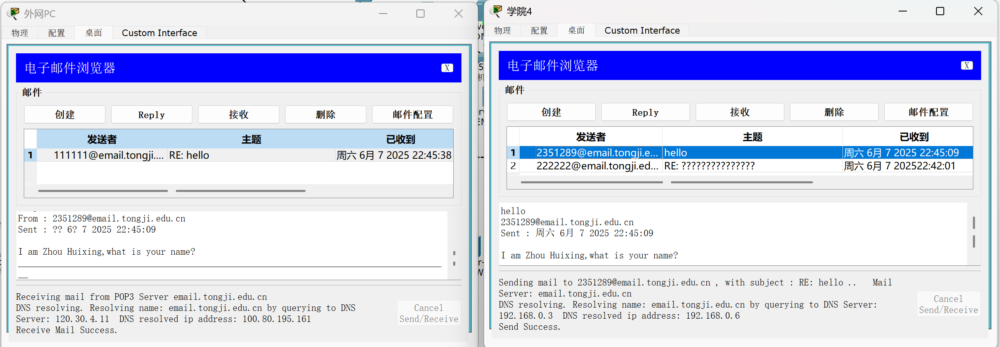 外网PC
物理 配置 桌面 Custom Interface
电子邮件浏览器 X
邮件
创建 Reply 接收 删除 邮件配置
发送者 主题 已收到
1 111111@email.tongji.... RE: hello 周六 6月 7 2025 22:45:38
From : 2351289@email.tongji.edu.cn
Sent : ?? 6? 7 2025 22:45:09
I am Zhou Huixing,what is your name?
Receiving mail from POP3 Server email.tongji.edu.cn
DNS resolving. Resolving name: email.tongji.edu.cn by querying to DNS
Server: 120.30.4.11 DNS resolved ip address: 100.80.195.161
Receive Mail Success.
Cancel
Send/Receive
学院4
物理 配置 桌面 Custom Interface
电子邮件浏览器 X
邮件
创建 Reply 接收 删除 邮件配置
发送者 主题 已收到
1 2351289@email.tongji.e... hello 周六 6月 7 2025 22:45:09
2 222222@email.tongji.ed... RE: ??????????????? 周六 6月 7 202522:42:01
hello
2351289@email.tongji.edu.cn
Sent : 周六 6月 7 2025 22:45:09
I am Zhou Huixing,what is your name?
Sending mail to 2351289@email.tongji.edu.cn , with subject : RE: hello .. Mail
Server: email.tongji.edu.cn
DNS resolving. Resolving name: email.tongji.edu.cn by querying to DNS Server:
192.168.0.3 DNS resolved ip address: 192.168.0.6
Send Success.
Cancel
Send/Receive